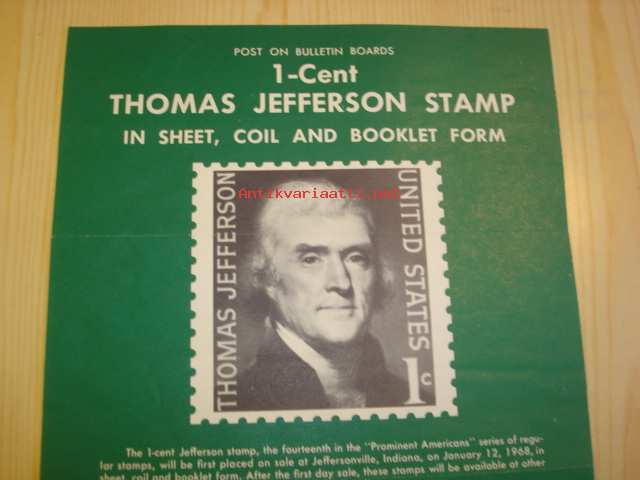 POST ON BULLETIN BOARDS
1-Cent
THOMAS JEFFERSON STAMP
IN SHEET, COIL AND BOOKLET FORM
Antikvariaatti.net
THOMAS JEFFERSON
UNITED STATES
1c
The 1-cent Jefferson stamp, the fourteenth in the "Prominent Americans" series of regu-
lar stamps, will be first placed on sale at Jeffersonville, Indiana, on January 12, 1968, in
sheet, coil and booklet form. After the first day sale, these stamps will be available at other